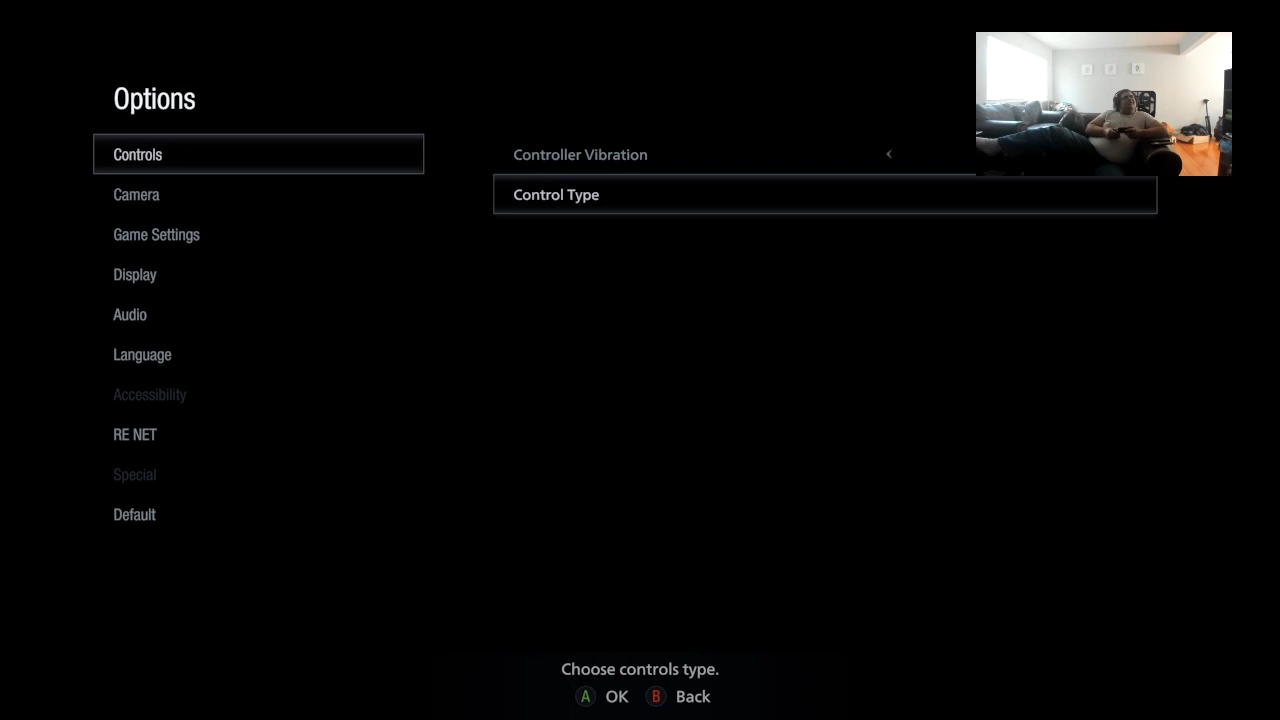 Options
Controls
Camera
Game Settings
Display
Audio
Language
Accessibility
RE NET
Special
Default
Controller Vibration
Control Type
Choose controls type.
A OK B Back